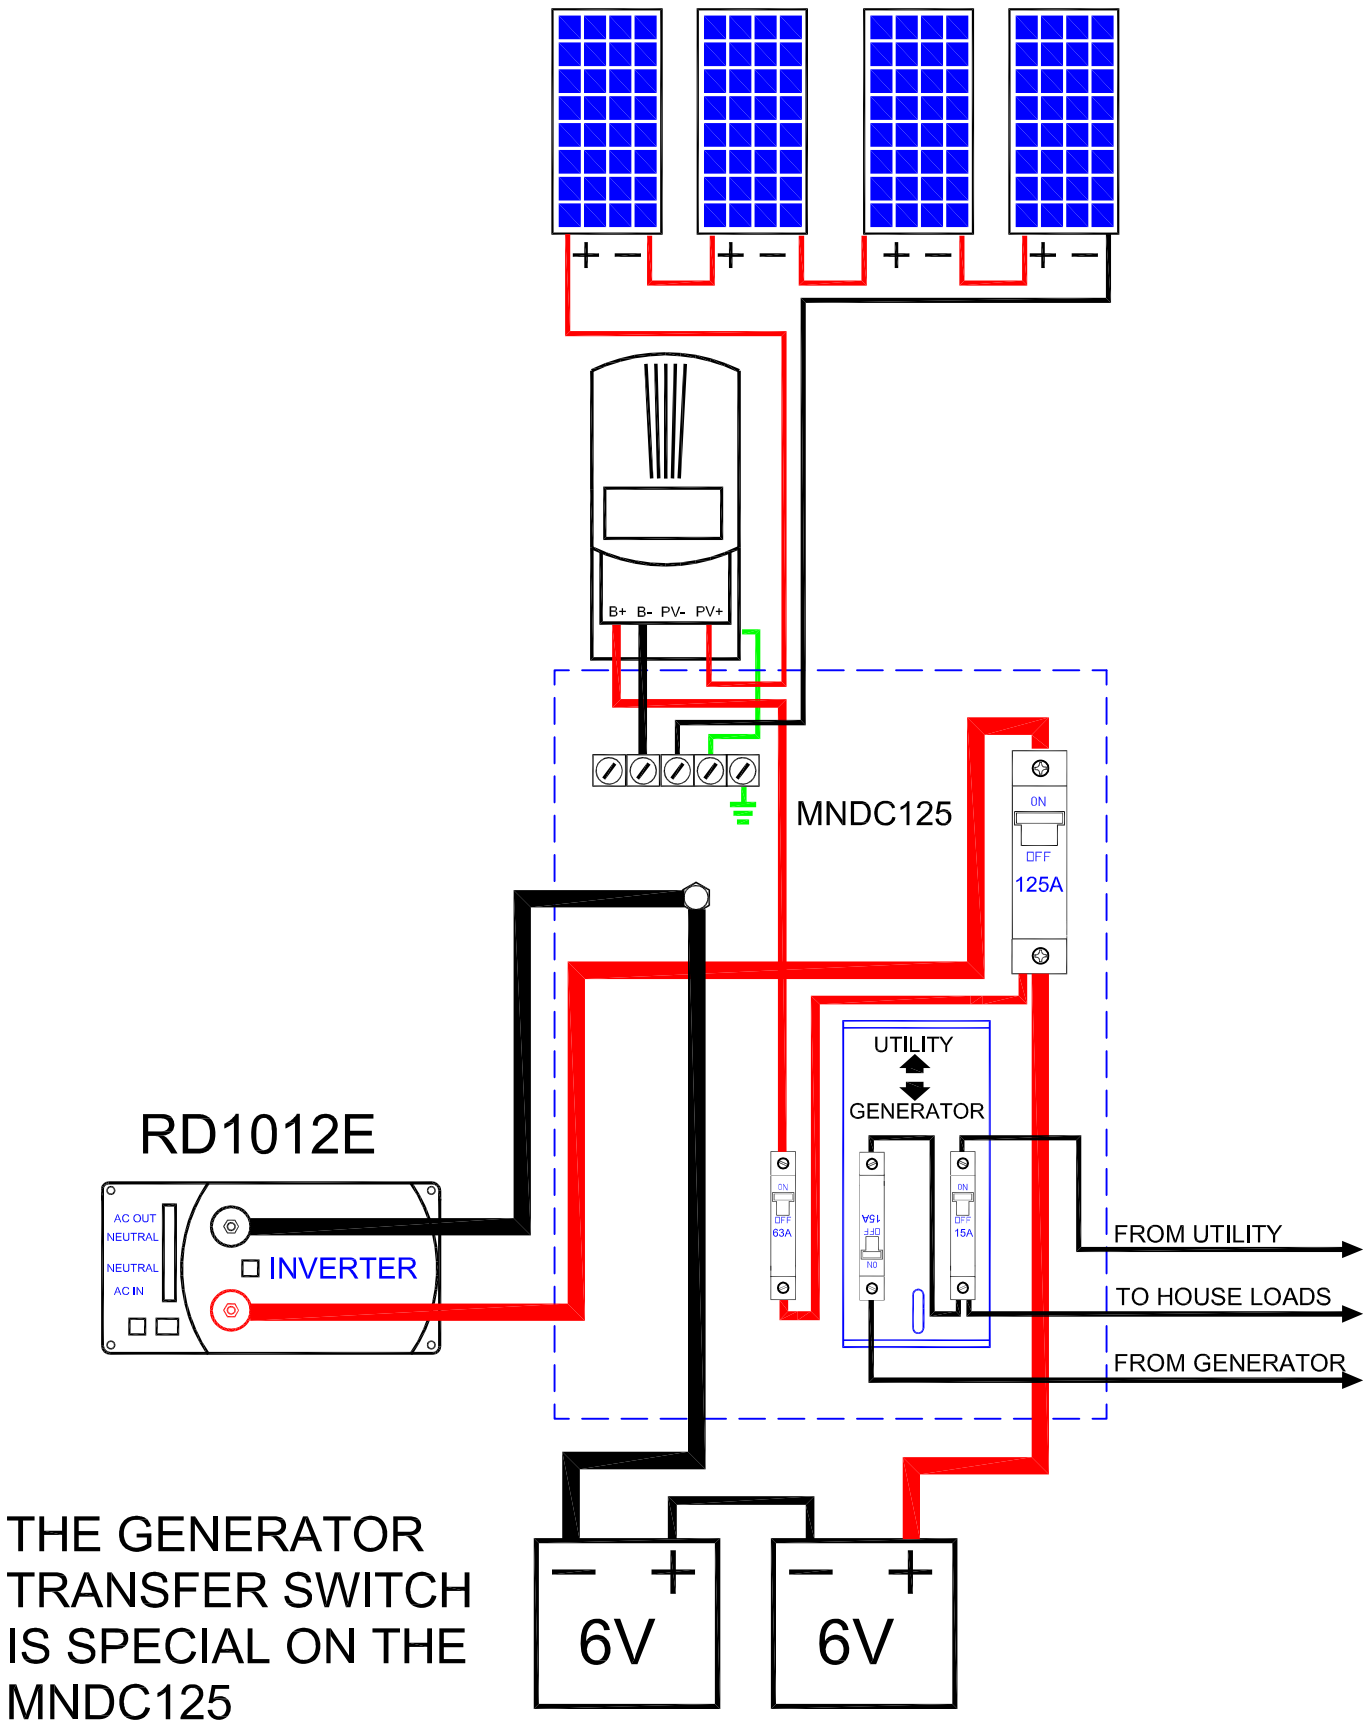 + − + − + − + −
B+ B- PV- PV+
MNDC125
ON
OFF
125A
UTILITY
GENERATOR
RD1012E
AC OUT
NEUTRAL
NEUTRAL
AC IN
INVERTER
ON
OFF
63A
15A
OFF
ON
ON
OFF
15A
FROM UTILITY
TO HOUSE LOADS
FROM GENERATOR
− + − +
6V 6V
THE GENERATOR
TRANSFER SWITCH
IS SPECIAL ON THE
MNDC125